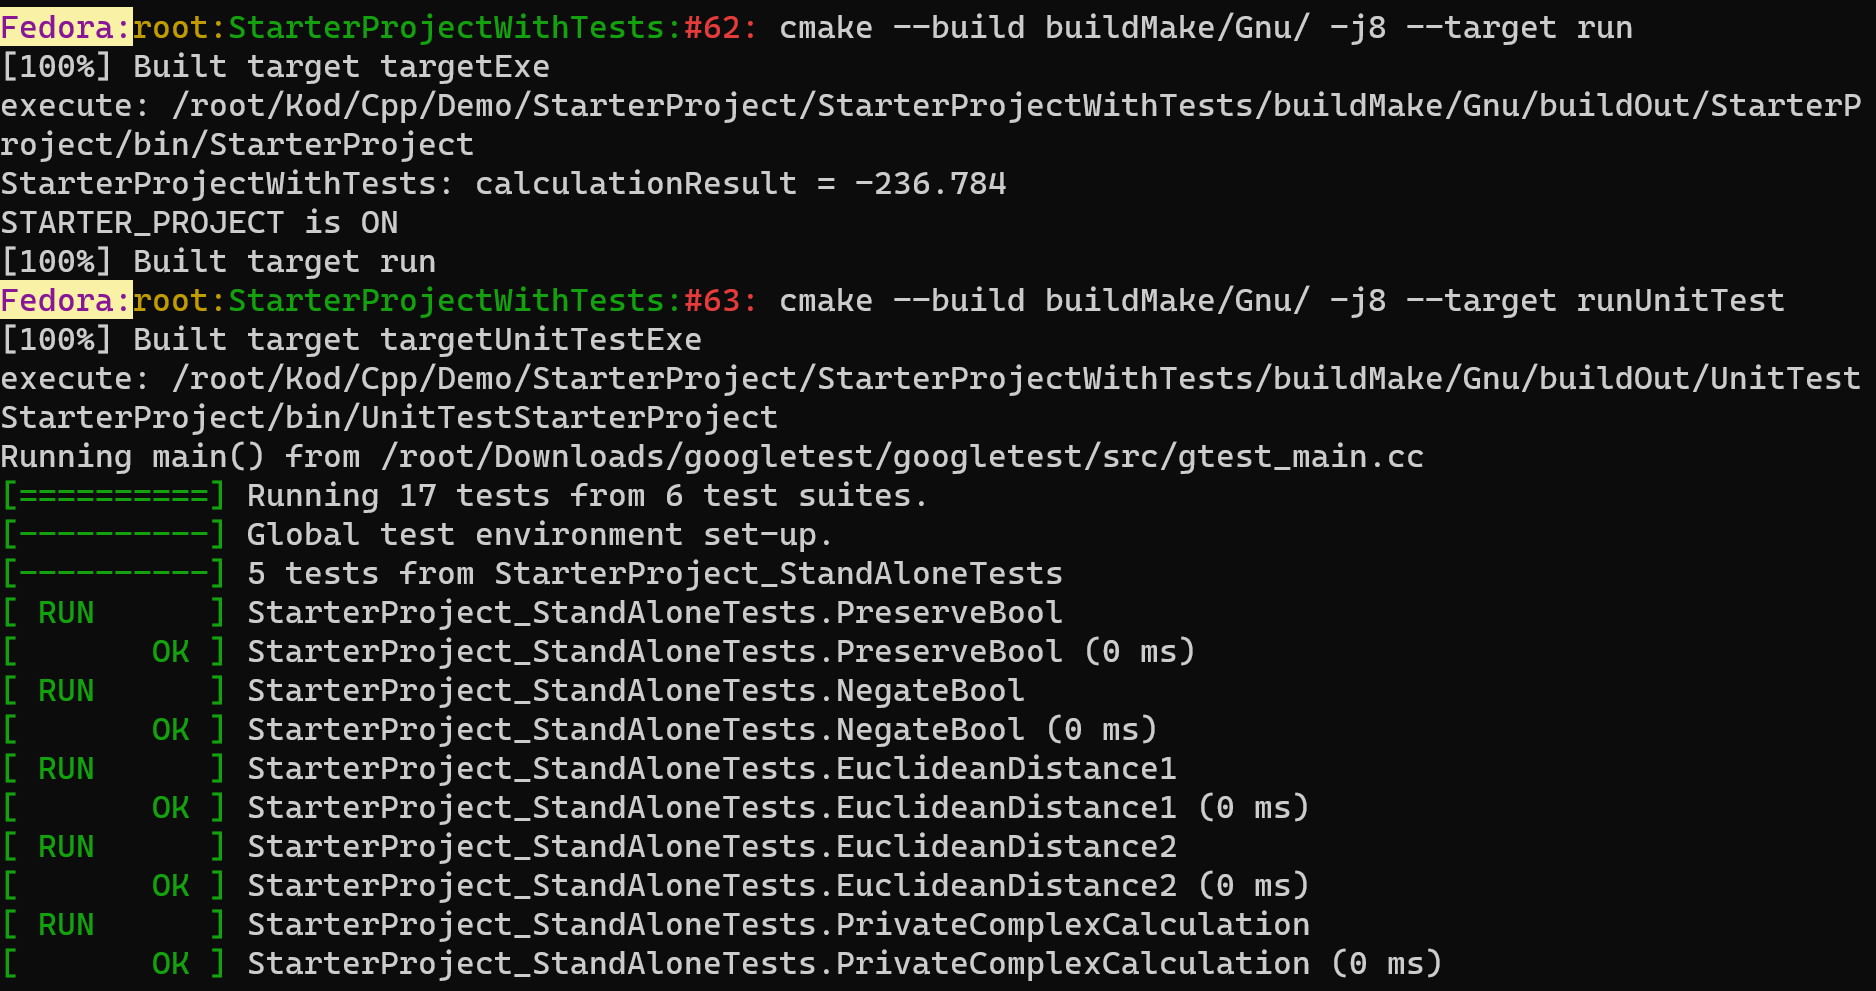 Fedora:root:StarterProjectWithTests:#62: cmake --build buildMake/Gnu/ -j8 --target run
[100%] Built target targetExe
execute: /root/Kod/Cpp/Demo/StarterProject/StarterProjectWithTests/buildMake/Gnu/buildOut/StarterP
roject/bin/StarterProject
StarterProjectWithTests: calculationResult = -236.784
STARTER_PROJECT is ON
[100%] Built target run
Fedora:root:StarterProjectWithTests:#63: cmake --build buildMake/Gnu/ -j8 --target runUnitTest
[100%] Built target targetUnitTestExe
execute: /root/Kod/Cpp/Demo/StarterProject/StarterProjectWithTests/buildMake/Gnu/buildOut/UnitTest
StarterProject/bin/UnitTestStarterProject
Running main() from /root/Downloads/googletest/googletest/src/gtest_main.cc
[==========] Running 17 tests from 6 test suites.
[----------] Global test environment set-up.
[----------] 5 tests from StarterProject_StandAloneTests
[ RUN      ] StarterProject_StandAloneTests.PreserveBool
[       OK ] StarterProject_StandAloneTests.PreserveBool (0 ms)
[ RUN      ] StarterProject_StandAloneTests.NegateBool
[       OK ] StarterProject_StandAloneTests.NegateBool (0 ms)
[ RUN      ] StarterProject_StandAloneTests.EuclideanDistance1
[       OK ] StarterProject_StandAloneTests.EuclideanDistance1 (0 ms)
[ RUN      ] StarterProject_StandAloneTests.EuclideanDistance2
[       OK ] StarterProject_StandAloneTests.EuclideanDistance2 (0 ms)
[ RUN      ] StarterProject_StandAloneTests.PrivateComplexCalculation
[       OK ] StarterProject_StandAloneTests.PrivateComplexCalculation (0 ms)